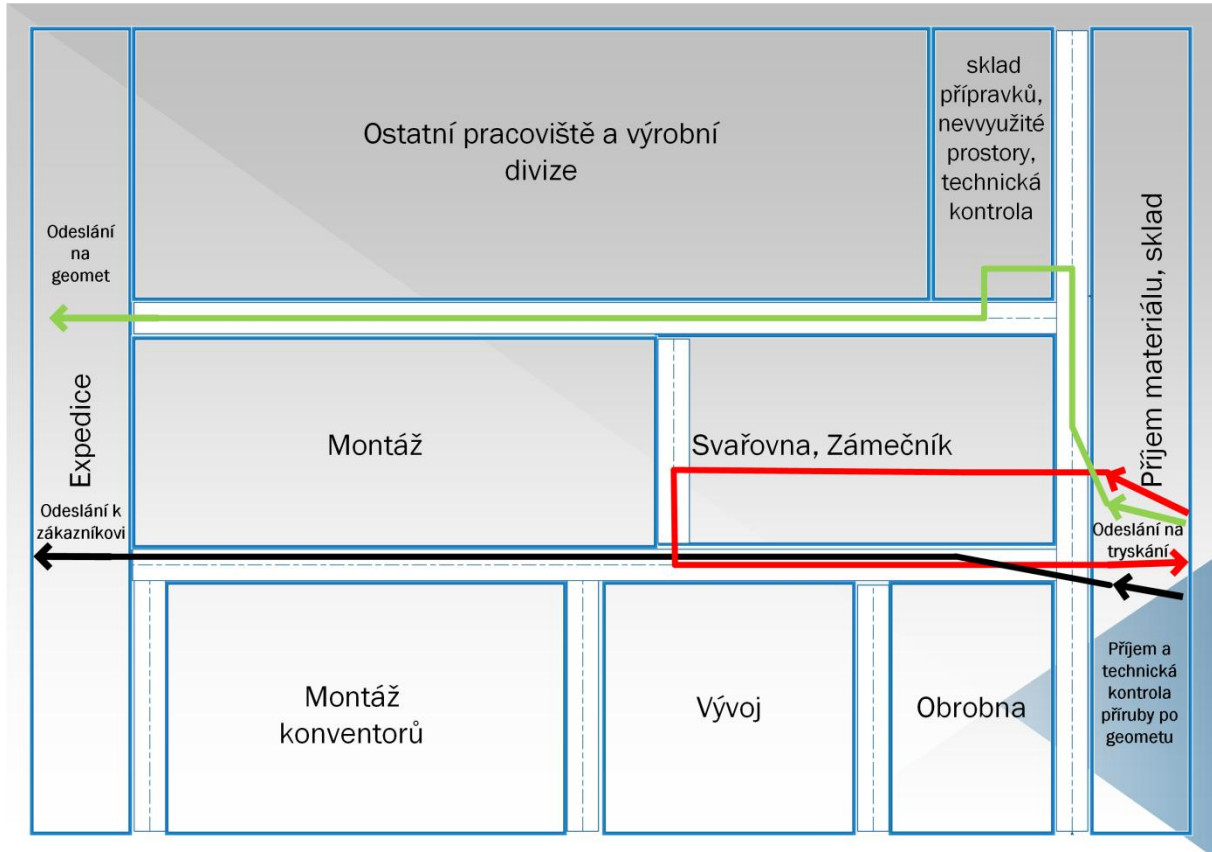 Ostatní pracoviště a výrobní
divize
sklad
přípravků,
nevvyužité
prostory,
technická
kontrola
Příjem materiálu, sklad
Odeslání
na
geomet
Expedice
Montáž
Svařovna, Zámečník
Odeslání k
zákazníkovi
Odeslání na
tryskání
Montáž
konventorů
Vývoj
Obrobna
Příjem a
technická
kontrola
příruby po
geometu